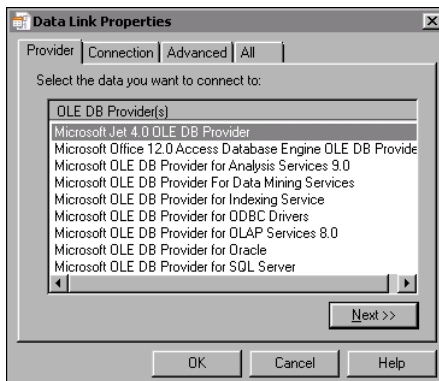 Data Link Properties
Provider Connection Advanced All
Select the data you want to connect to:
OLE DB Provider(s)
Microsoft Jet 4.0 OLE DB Provider
Microsoft Office 12.0 Access Database Engine OLE DB Provide
Microsoft OLE DB Provider for Analysis Services 9.0
Microsoft OLE DB Provider For Data Mining Services
Microsoft OLE DB Provider for Indexing Service
Microsoft OLE DB Provider for ODBC Drivers
Microsoft OLE DB Provider for OLAP Services 8.0
Microsoft OLE DB Provider for Oracle
Microsoft OLE DB Provider for SQL Server
Next >>
OK Cancel Help